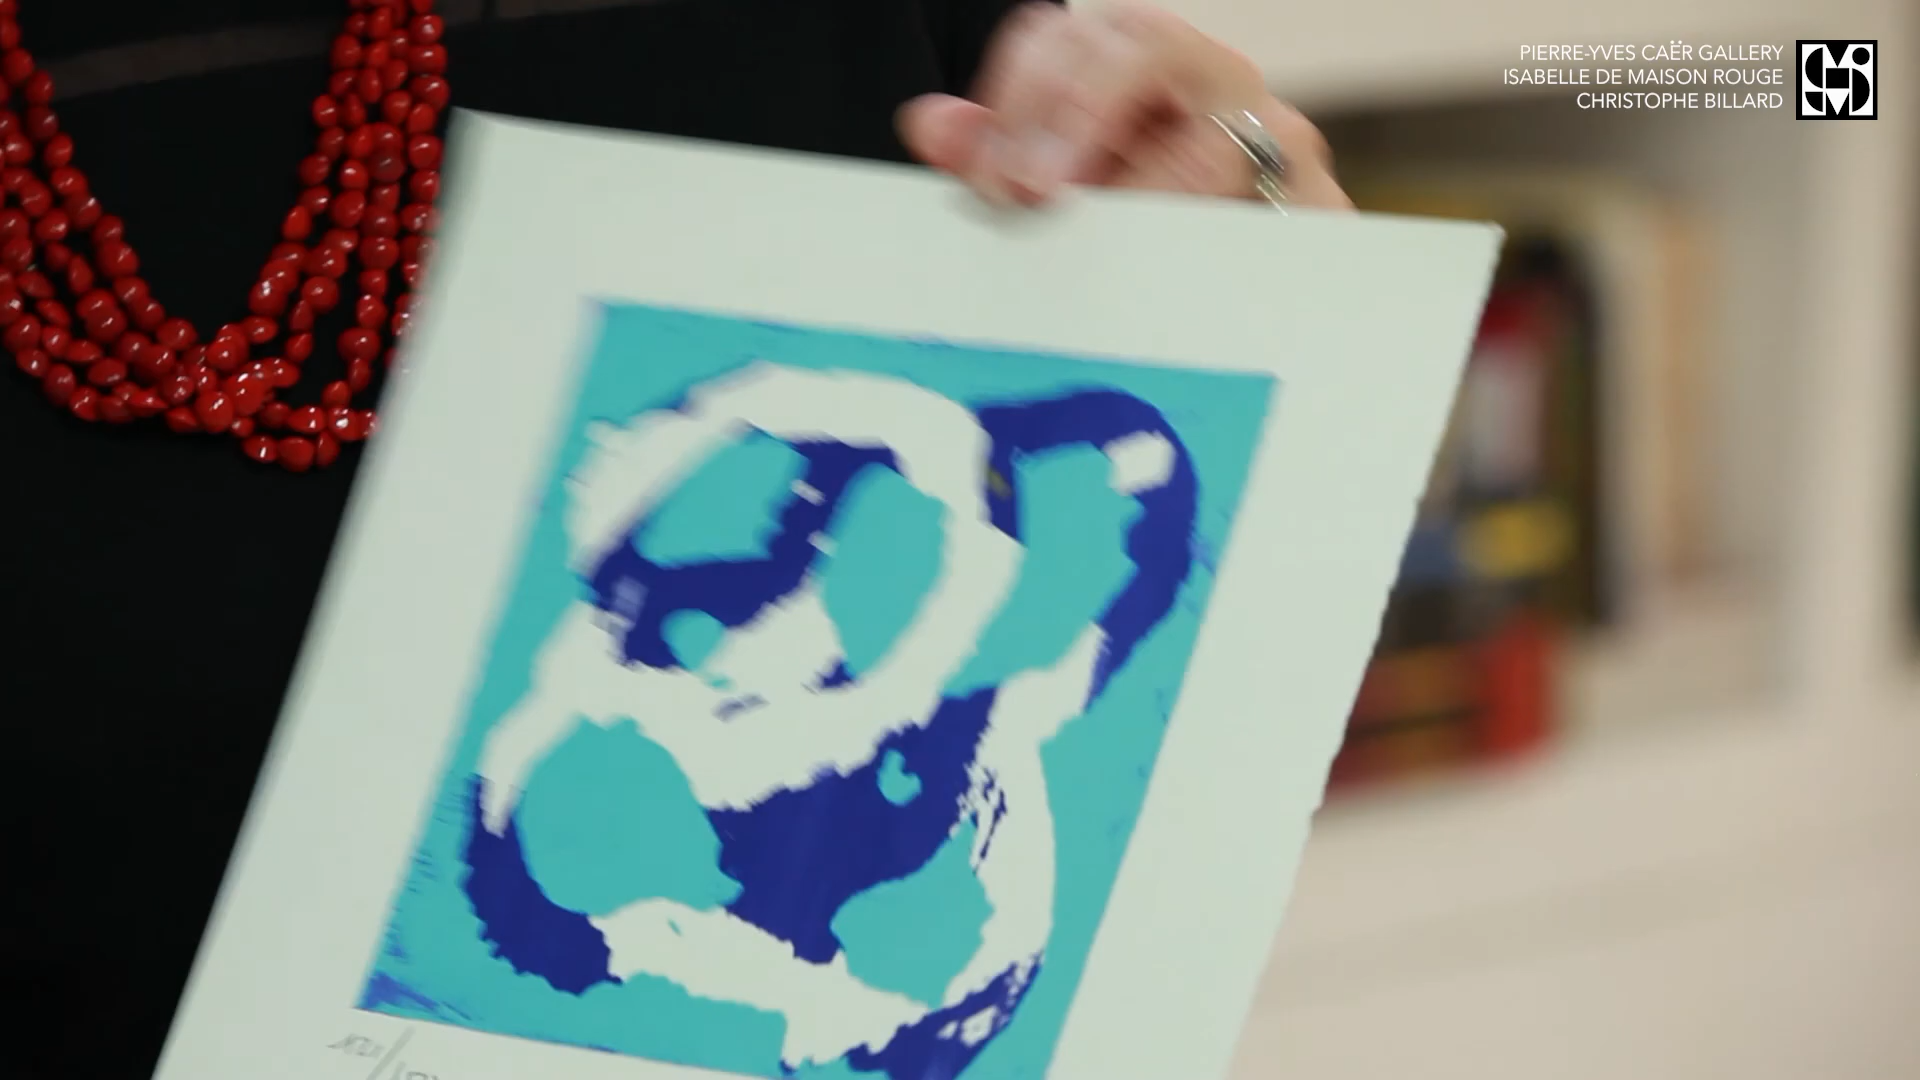 PIERRE-YVES CAËR GALLERY
ISABELLE DE MAISON ROUGE
CHRISTOPHE BILLARD